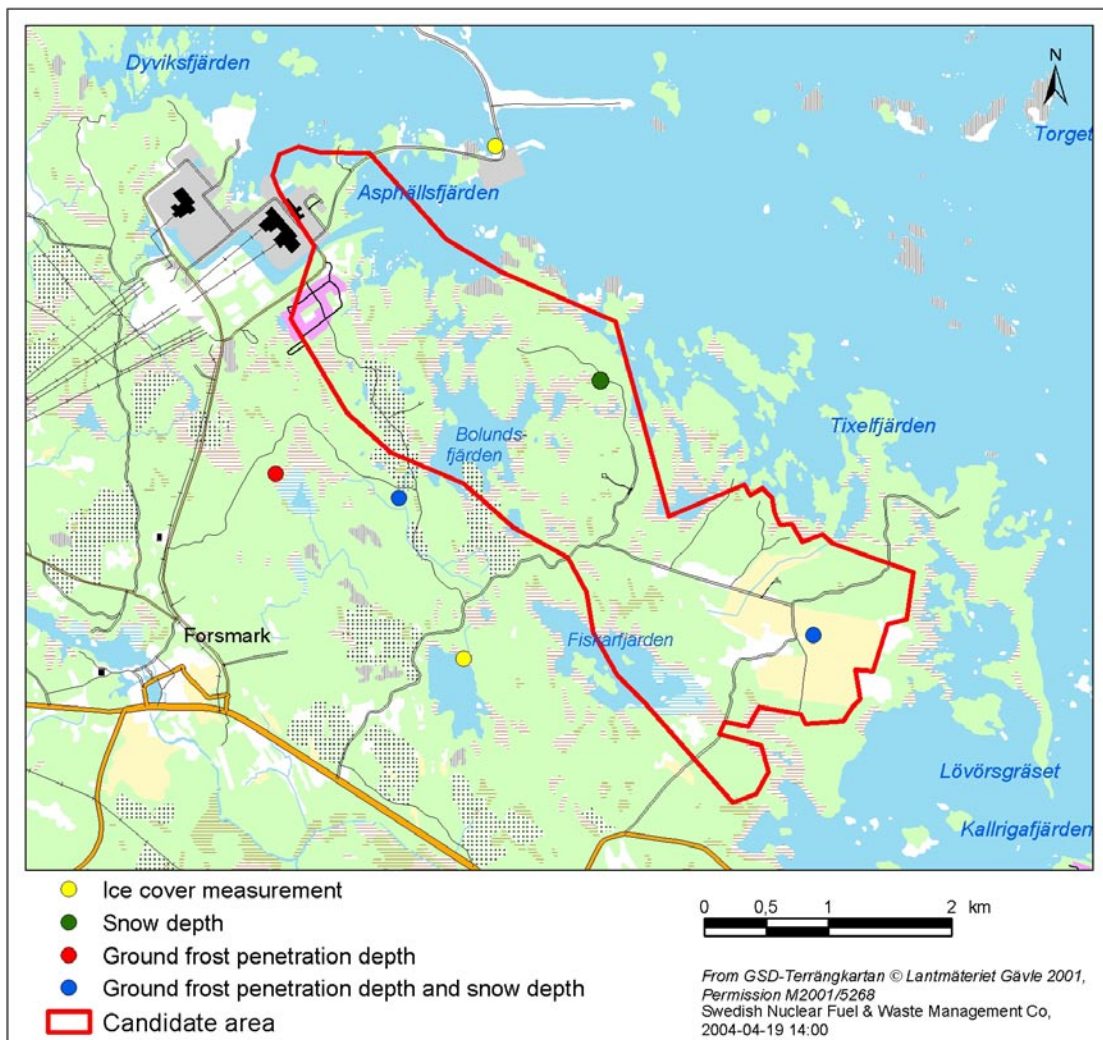 Dyviksfjärden
N
Torget
Asphällsfjärden
Tixelfjärden
Bolunds-
fjärden
Forsmark
Fiskarfjärden
Lövörsgräset
Kallrigafjärden
Ice cover measurement
Snow depth
Ground frost penetration depth
Ground frost penetration depth and snow depth
Candidate area
0 0,5 1 2 km
From GSD-Terrängkartan © Lantmäteriet Gävle 2001,
Permission M2001/5268
Swedish Nuclear Fuel & Waste Management Co,
2004-04-19 14:00